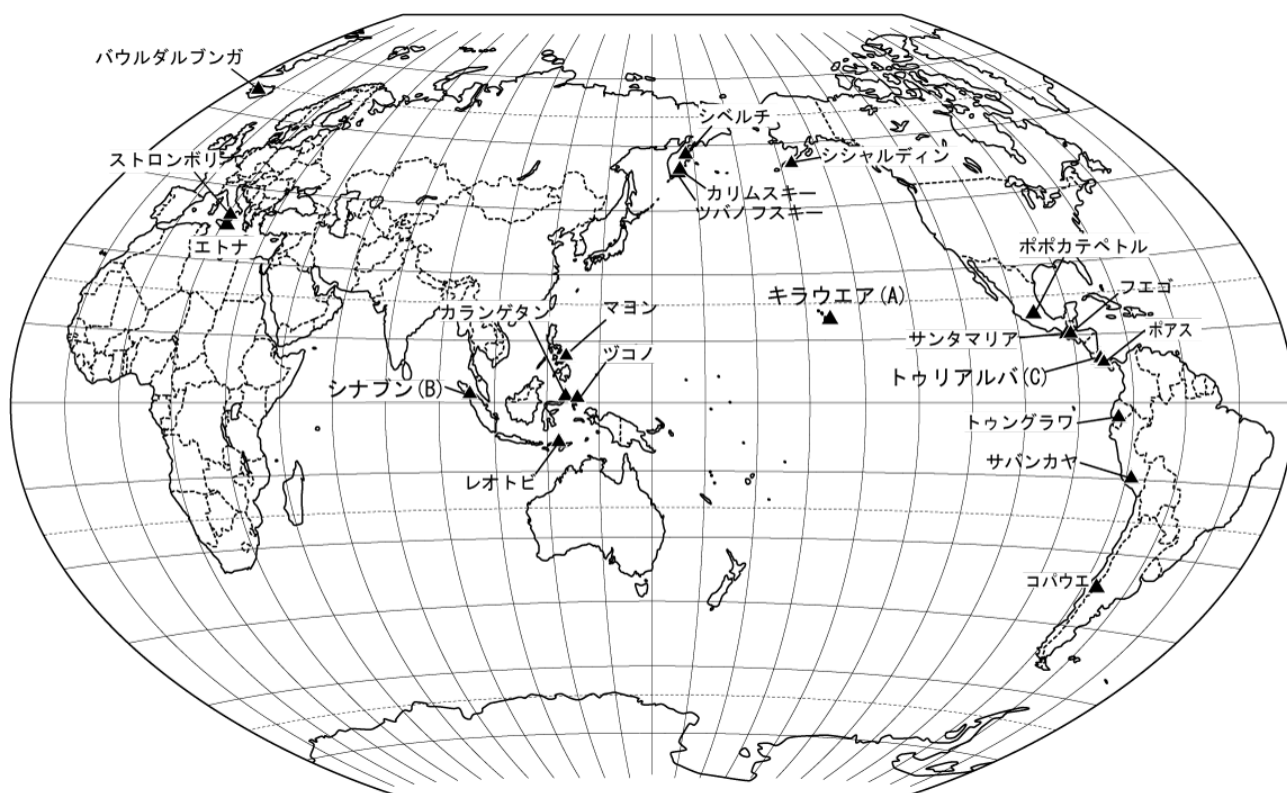 バウルダルブンガ
シベルチ
ストロンボリ
シシャルディン
カリムスキー
ツバノフスキー
エトナ
ポポカテペトル
キラウエア(A)
フエゴ
カランゲタン
マヨン
サンタマリア
ポアス
ヅコノ
シナブン(B)
トゥリアルバ(C)
トゥングラワ
サバンカヤ
レオトビ
コパウエ